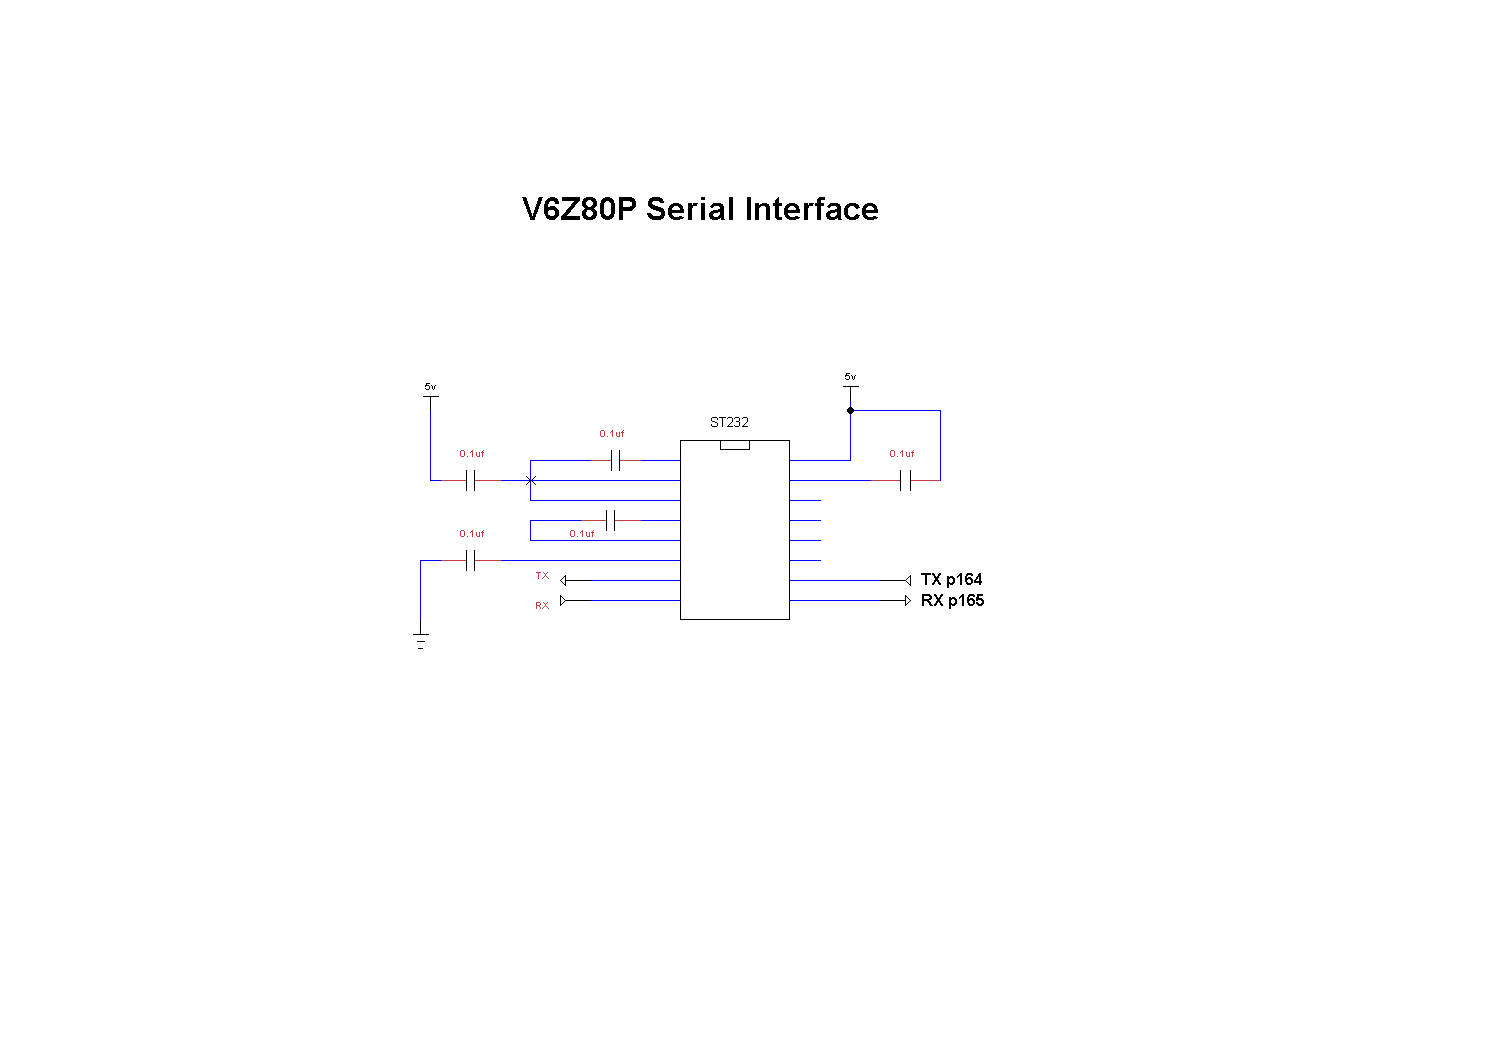 V6Z80P Serial Interface
5v
5v
ST232
0.1uf
0.1uf
0.1uf
0.1uf
0.1uf
TX
TX p164
RX
RX p165